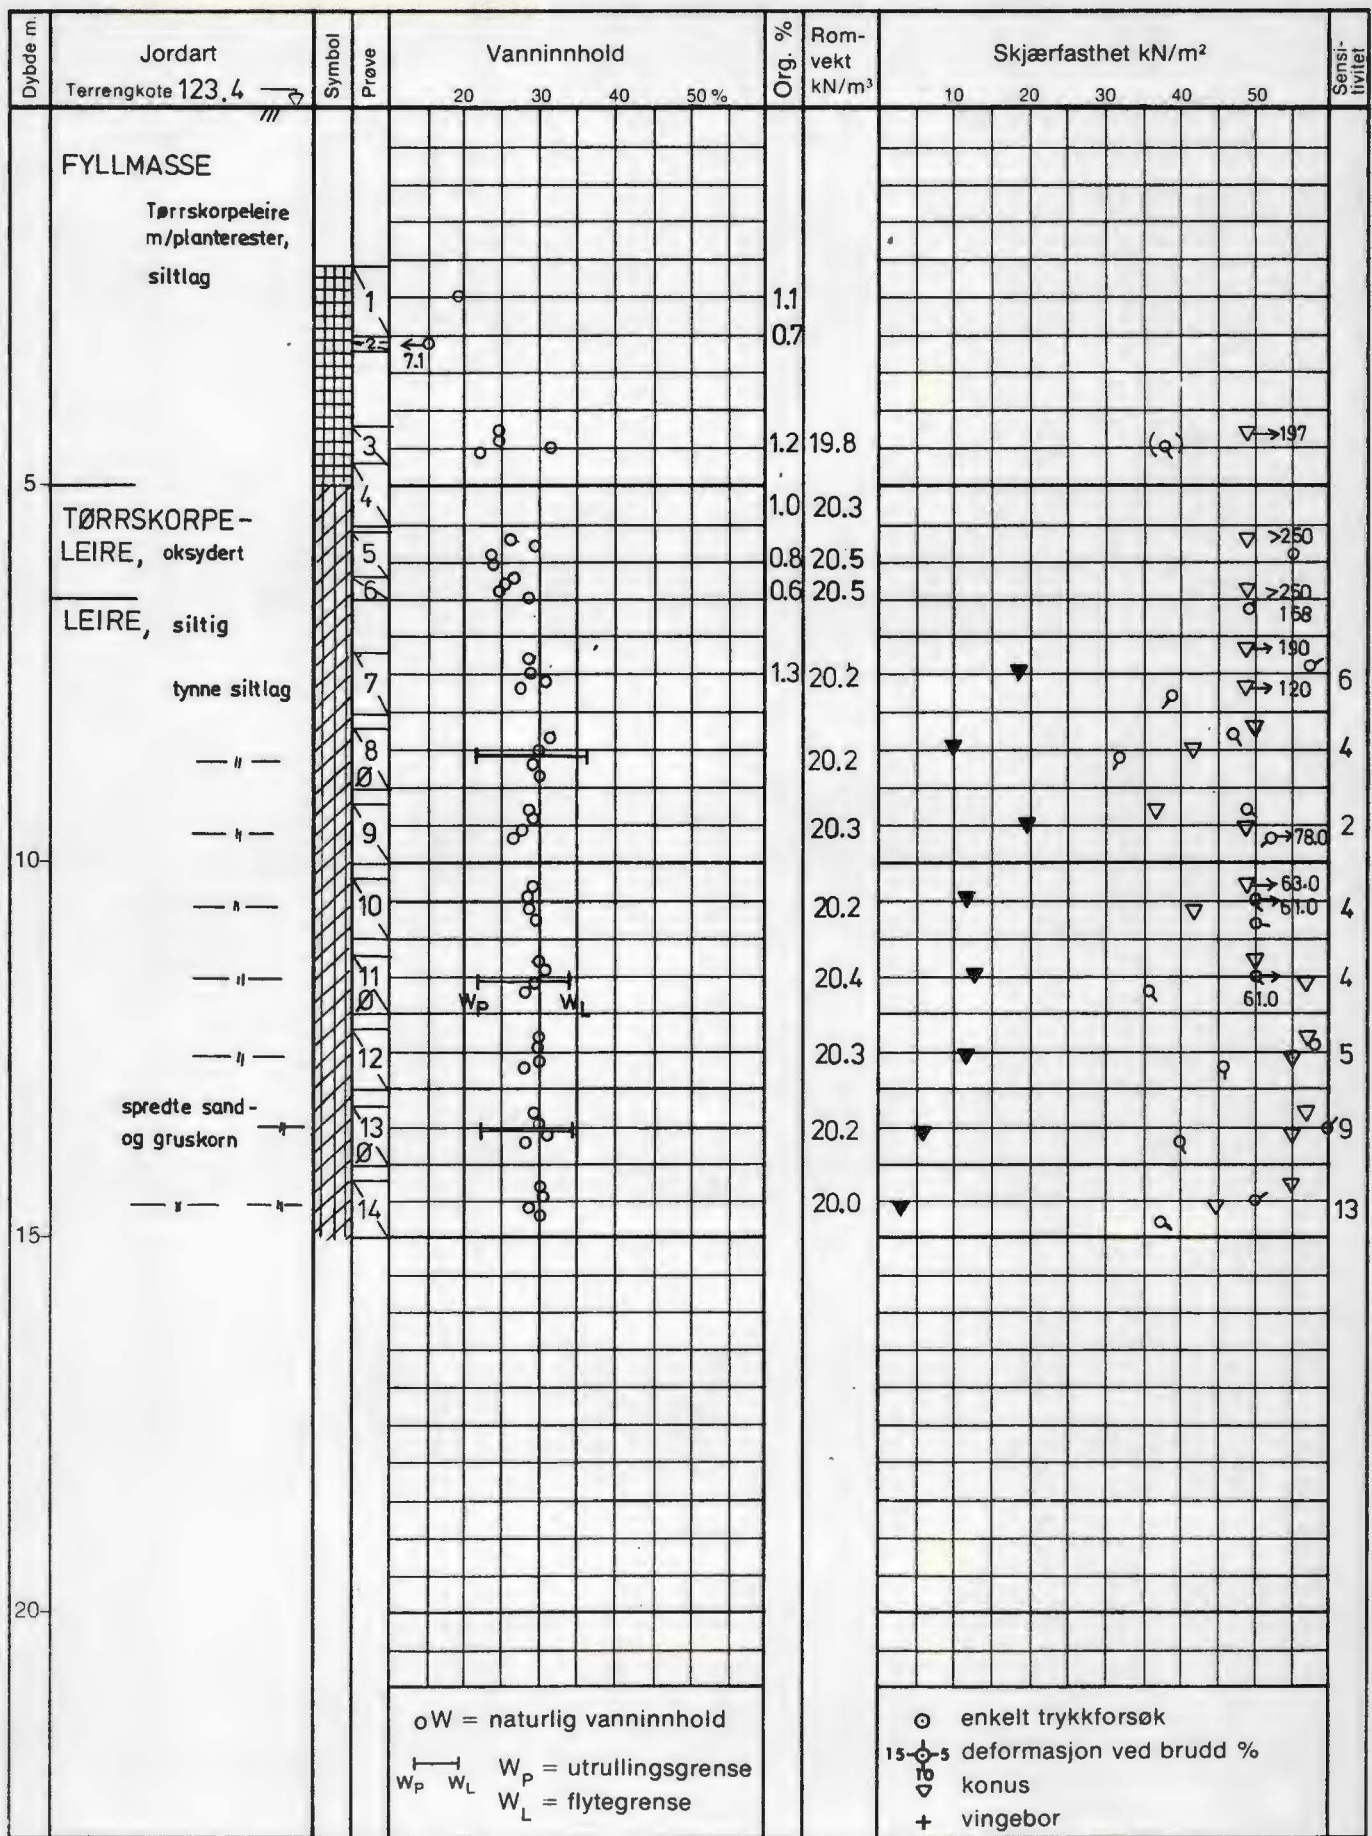 Dybde m.
Jordart
Terrengkote 123.4
Symbol
Prøve
Vanninnhold
20 30 40 50 %
Org. %
Rom-
vekt
kN/m³
Skjærfasthet kN/m²
10 20 30 40 50
Sensi-
tivitet
FYLLMASSE
Tørrskorpeleire
m/planterester,
siltlag
1 1.1
2 0.7
7.1
3 1.2 19.8 ( ) 197
5
4 1.0 20.3
TØRRSKORPE-
LEIRE, oksydert
5 0.8 20.5 >250
6 0.6 20.5 >250
168
LEIRE, siltig
190
tynne siltlag 7 1.3 20.2 6
120
— " — 8 20.2 4
Ø
— " — 9 20.3 2
78.0
10
63.0
— " — 10 20.2 61.0 4
— " — 11 20.4 4
Ø Wp WL 61.0
— " — 12 20.3 5
spredte sand-
og gruskorn — " — 13 20.2 9
Ø
— " — — " — 14 20.0 13
15
20
o W = naturlig vanninnhold
Wp WL Wp = utrullingsgrense
WL = flytegrense
enkelt trykkforsøk
15 5 deformasjon ved brudd %
10
konus
+ vingebor